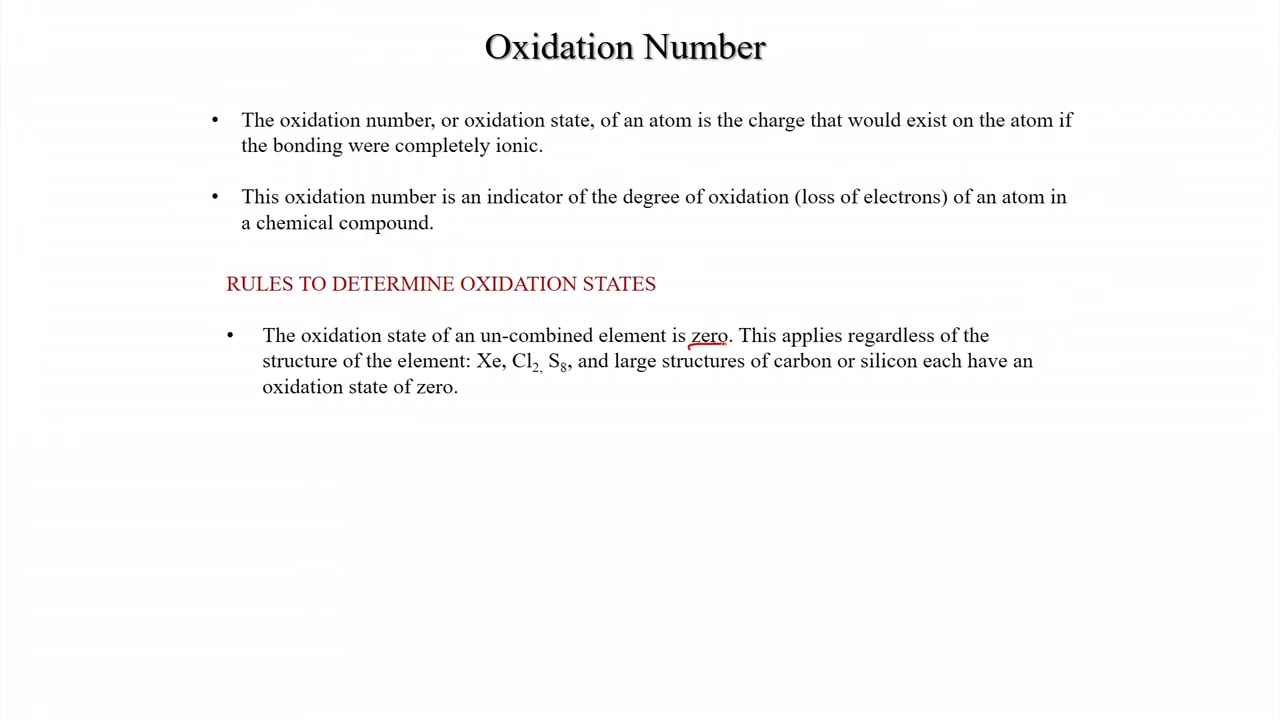 Oxidation Number
• The oxidation number, or oxidation state, of an atom is the charge that would exist on the atom if
the bonding were completely ionic.
• This oxidation number is an indicator of the degree of oxidation (loss of electrons) of an atom in
a chemical compound.
RULES TO DETERMINE OXIDATION STATES
• The oxidation state of an un-combined element is zero. This applies regardless of the
structure of the element: Xe, Cl₂, S₈, and large structures of carbon or silicon each have an
oxidation state of zero.